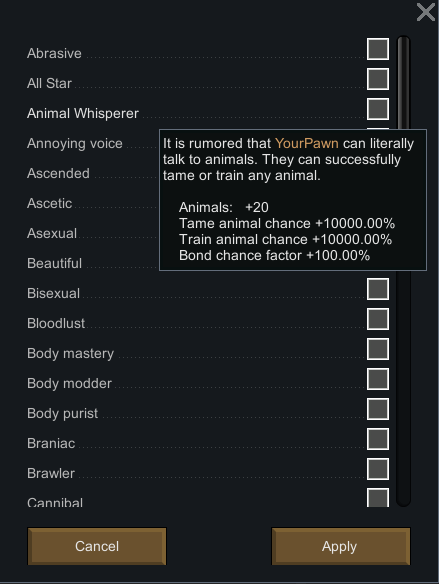 Abrasive
All Star
Animal Whisperer
Annoying voice
Ascended
Ascetic
Asexual
Beautiful
It is rumored that YourPawn can literally
talk to animals. They can successfully
tame or train any animal.
Animals: +20
Tame animal chance +10000.00%
Train animal chance +10000.00%
Bond chance factor +100.00%
Bisexual
Bloodlust
Body mastery
Body modder
Body purist
Braniac
Brawler
Cannibal
Cancel
Apply